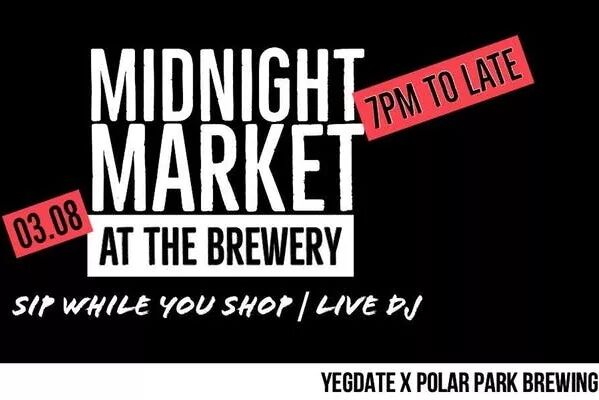 MIDNIGHT
7PM TO LATE
MARKET
03.08
AT THE BREWERY
SIP WHILE YOU SHOP | LIVE DJ
YEGDATE X POLAR PARK BREWING